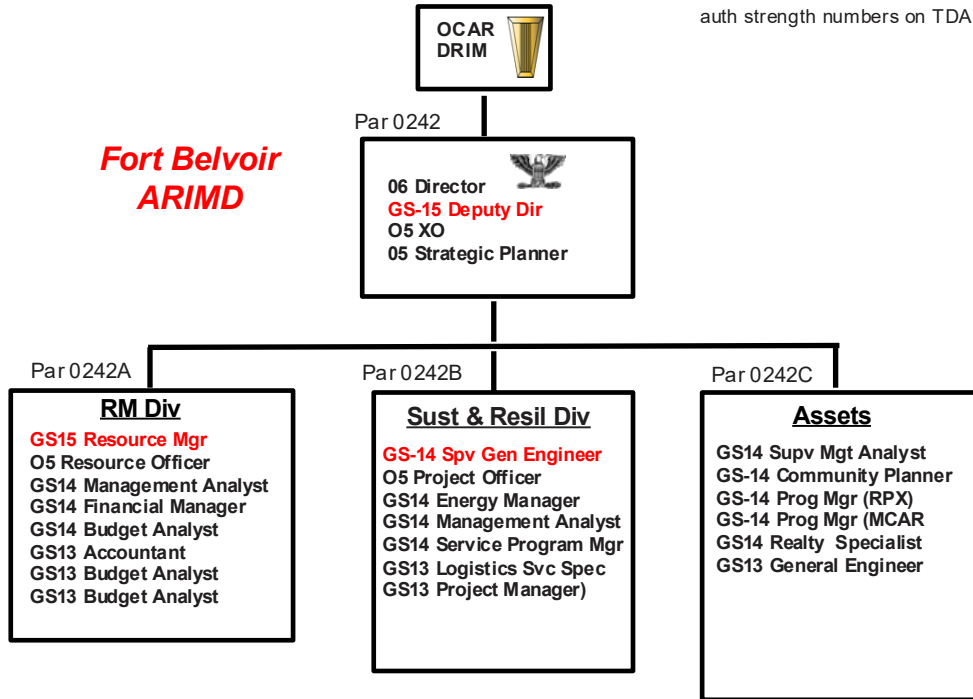 auth strength numbers on TDA
OCAR
DRIM
Par 0242
Fort Belvoir
ARIMD
06 Director
GS-15 Deputy Dir
O5 XO
05 Strategic Planner
Par 0242A
RM Div
GS15 Resource Mgr
O5 Resource Officer
GS14 Management Analyst
GS14 Financial Manager
GS14 Budget Analyst
GS13 Accountant
GS13 Budget Analyst
GS13 Budget Analyst
Par 0242B
Sust & Resil Div
GS-14 Spv Gen Engineer
O5 Project Officer
GS14 Energy Manager
GS14 Management Analyst
GS14 Service Program Mgr
GS13 Logistics Svc Spec
GS13 Project Manager)
Par 0242C
Assets
GS14 Supv Mgt Analyst
GS-14 Community Planner
GS-14 Prog Mgr (RPX)
GS-14 Prog Mgr (MCAR
GS14 Realty Specialist
GS13 General Engineer